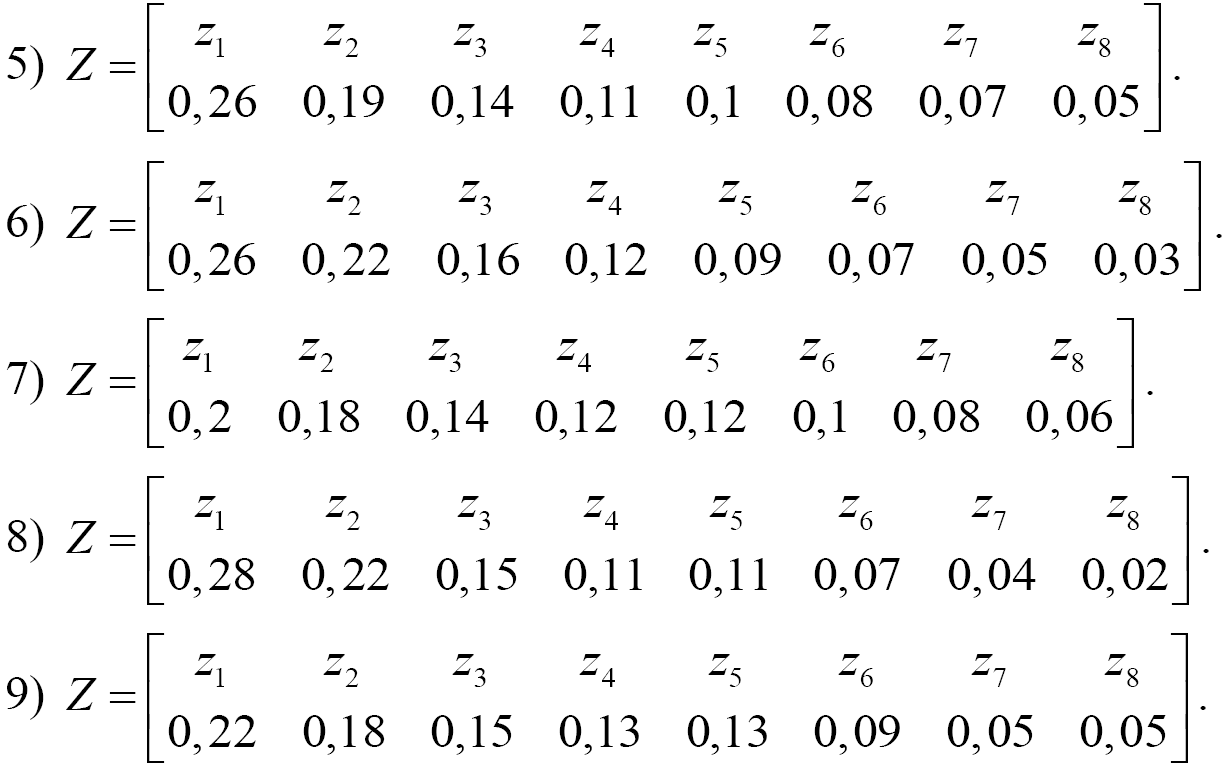 z₁ z₂ z₃ z₄ z₅ z₆ z₇ z₈
5) Z = [ ] .
0,26 0,19 0,14 0,11 0,1 0,08 0,07 0,05
z₁ z₂ z₃ z₄ z₅ z₆ z₇ z₈
6) Z = [ ] .
0,26 0,22 0,16 0,12 0,09 0,07 0,05 0,03
z₁ z₂ z₃ z₄ z₅ z₆ z₇ z₈
7) Z = [ ] .
0,2 0,18 0,14 0,12 0,12 0,1 0,08 0,06
z₁ z₂ z₃ z₄ z₅ z₆ z₇ z₈
8) Z = [ ] .
0,28 0,22 0,15 0,11 0,11 0,07 0,04 0,02
z₁ z₂ z₃ z₄ z₅ z₆ z₇ z₈
9) Z = [ ] .
0,22 0,18 0,15 0,13 0,13 0,09 0,05 0,05